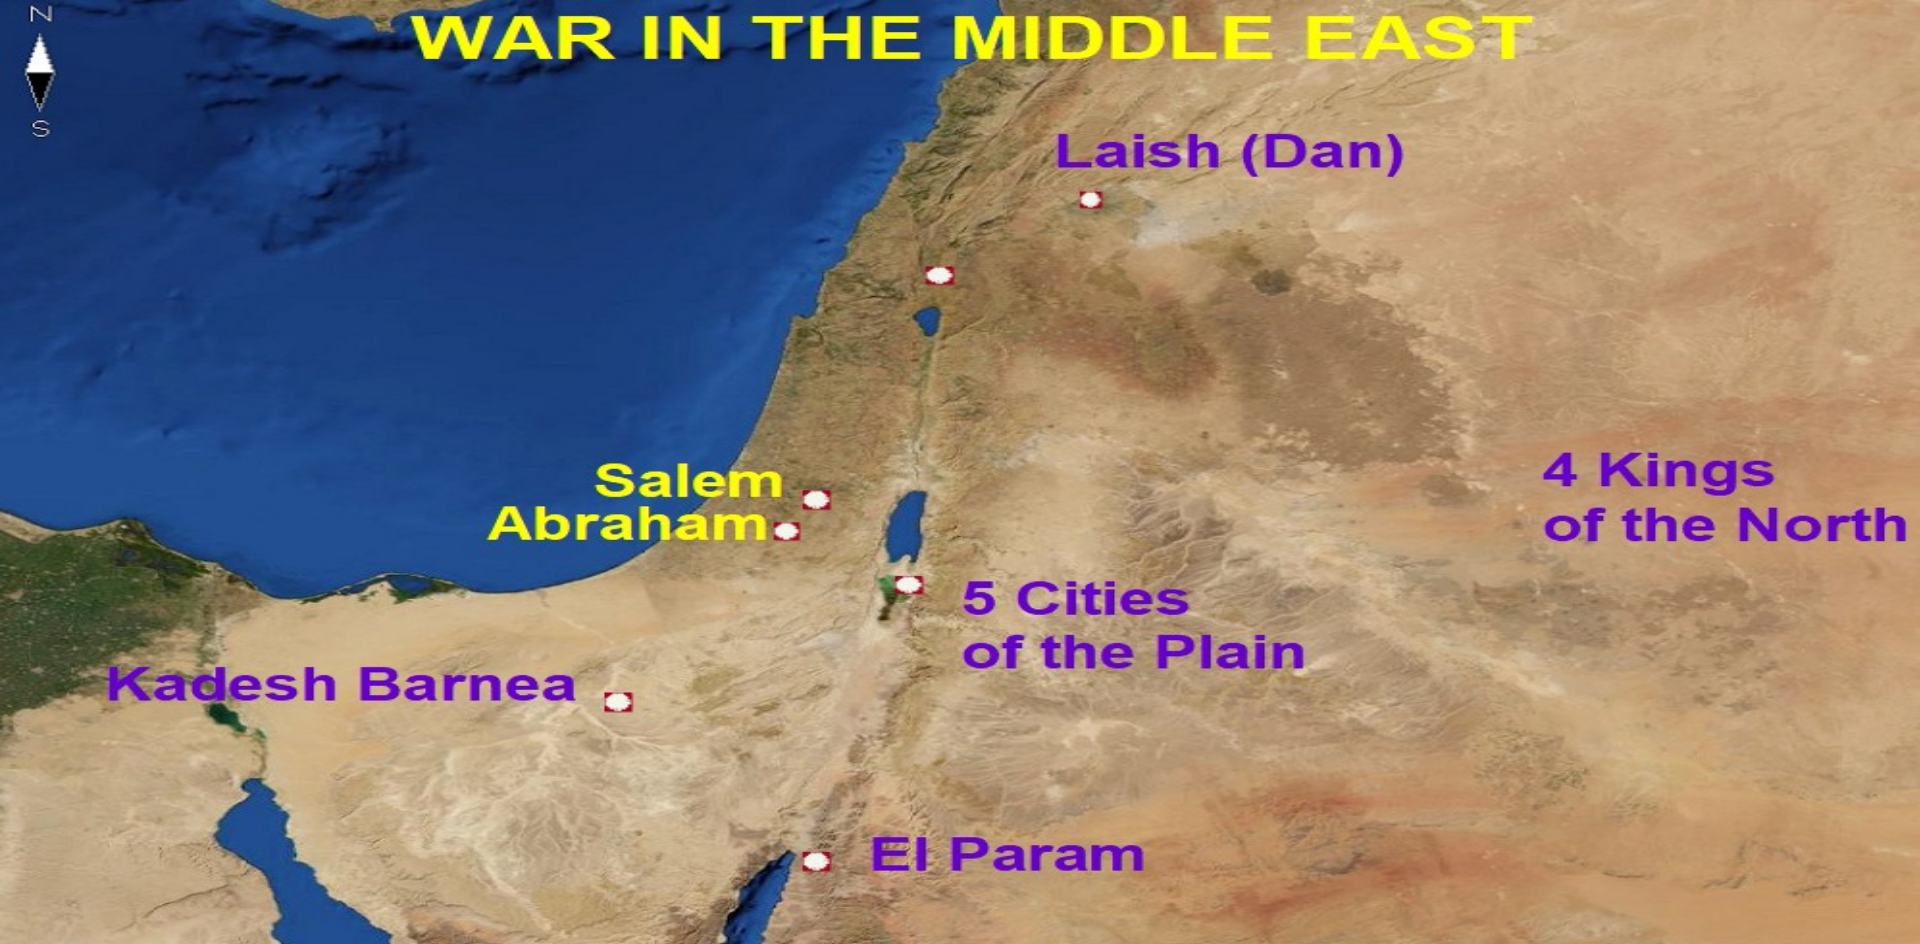 N
WAR IN THE MIDDLE EAST
S
Laish (Dan)
4 Kings
of the North
Salem
Abraham
5 Cities
of the Plain
Kadesh Barnea
El Param